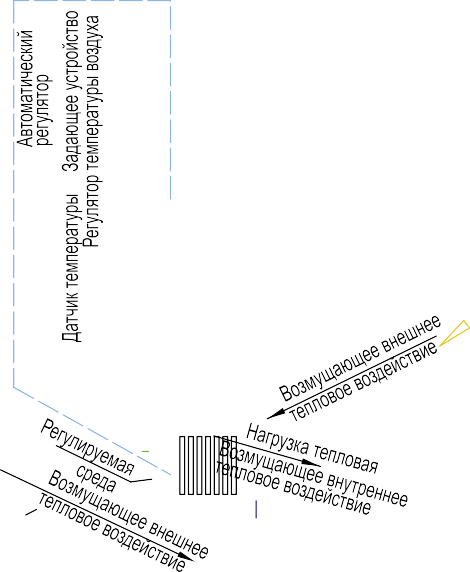 Автоматический
регулятор
Задающее устройство
Регулятор температуры воздуха
Датчик температуры
Возмущающее внешнее
тепловое воздействие
Нагрузка тепловая
Возмущающее внутреннее
тепловое воздействие
Регулируемая
среда
Возмущающее внешнее
тепловое воздействие